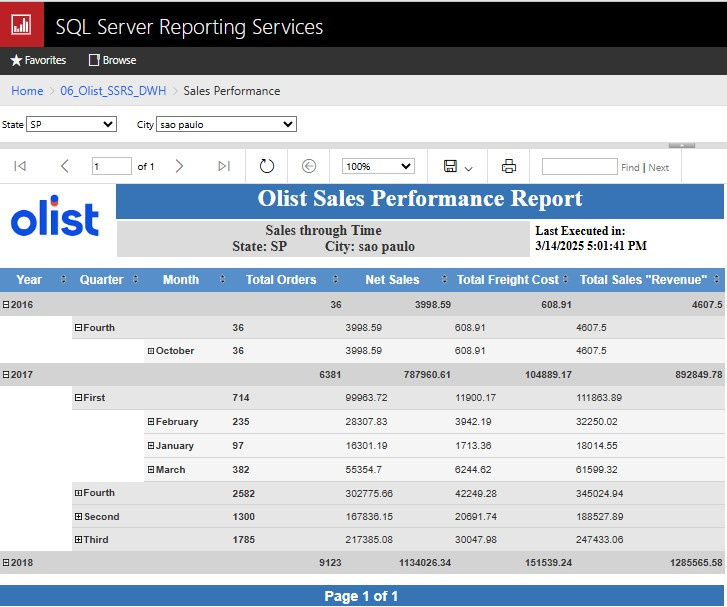 SQL Server Reporting Services
Favorites Browse
Home > 06_Olist_SSRS_DWH > Sales Performance
State SP City sao paulo
1 of 1 100% Find | Next
olist
Olist Sales Performance Report
Sales through Time
State: SP City: sao paulo
Last Executed in:
3/14/2025 5:01:41 PM
Year Quarter Month Total Orders Net Sales Total Freight Cost Total Sales "Revenue"
2016 36 3998.59 608.91 4607.5
Fourth 36 3998.59 608.91 4607.5
October 36 3998.59 608.91 4607.5
2017 6381 787960.61 104889.17 892849.78
First 714 99963.72 11900.17 111863.89
February 235 28307.83 3942.19 32250.02
January 97 16301.19 1713.36 18014.55
March 382 55354.7 6244.62 61599.32
Fourth 2582 302775.66 42249.28 345024.94
Second 1300 167836.15 20691.74 188527.89
Third 1785 217385.08 30047.98 247433.06
2018 9123 1134026.34 151539.24 1285565.58
Page 1 of 1